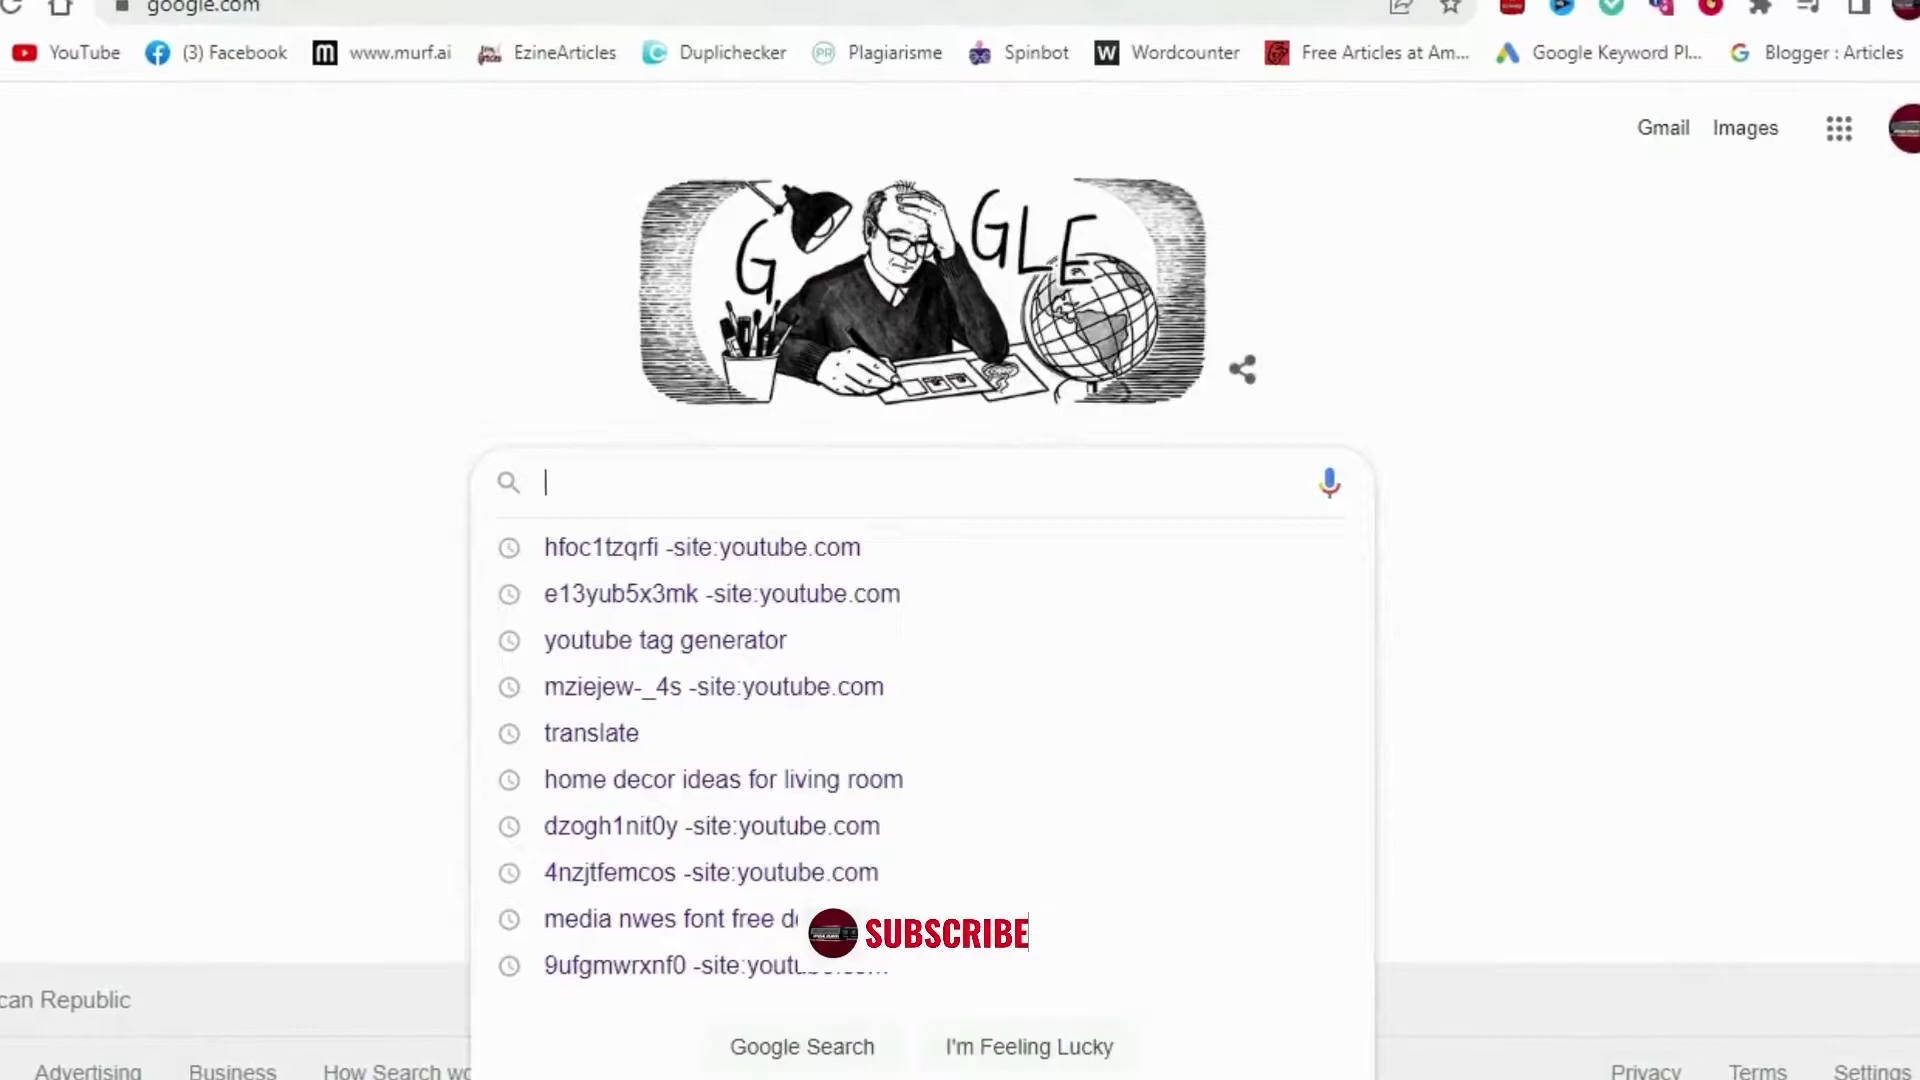 google.com
YouTube (3) Facebook www.murf.ai EzineArticles Duplichecker Plagiarisme Spinbot Wordcounter Free Articles at Am... Google Keyword Pl... Blogger : Articles
Gmail Images
G GLE
hfoc1tzqrfi -site:youtube.com
e13yub5x3mk -site:youtube.com
youtube tag generator
mziejew-_4s -site:youtube.com
translate
home decor ideas for living room
dzogh1nit0y -site:youtube.com
4nzjtfemcos -site:youtube.com
media nwes font free d
SUBSCRIBE
9ufgmwrxnf0 -site:youtube.com
can Republic
Google Search I'm Feeling Lucky
Advertising Business How Search wo
Privacy Terms Settings